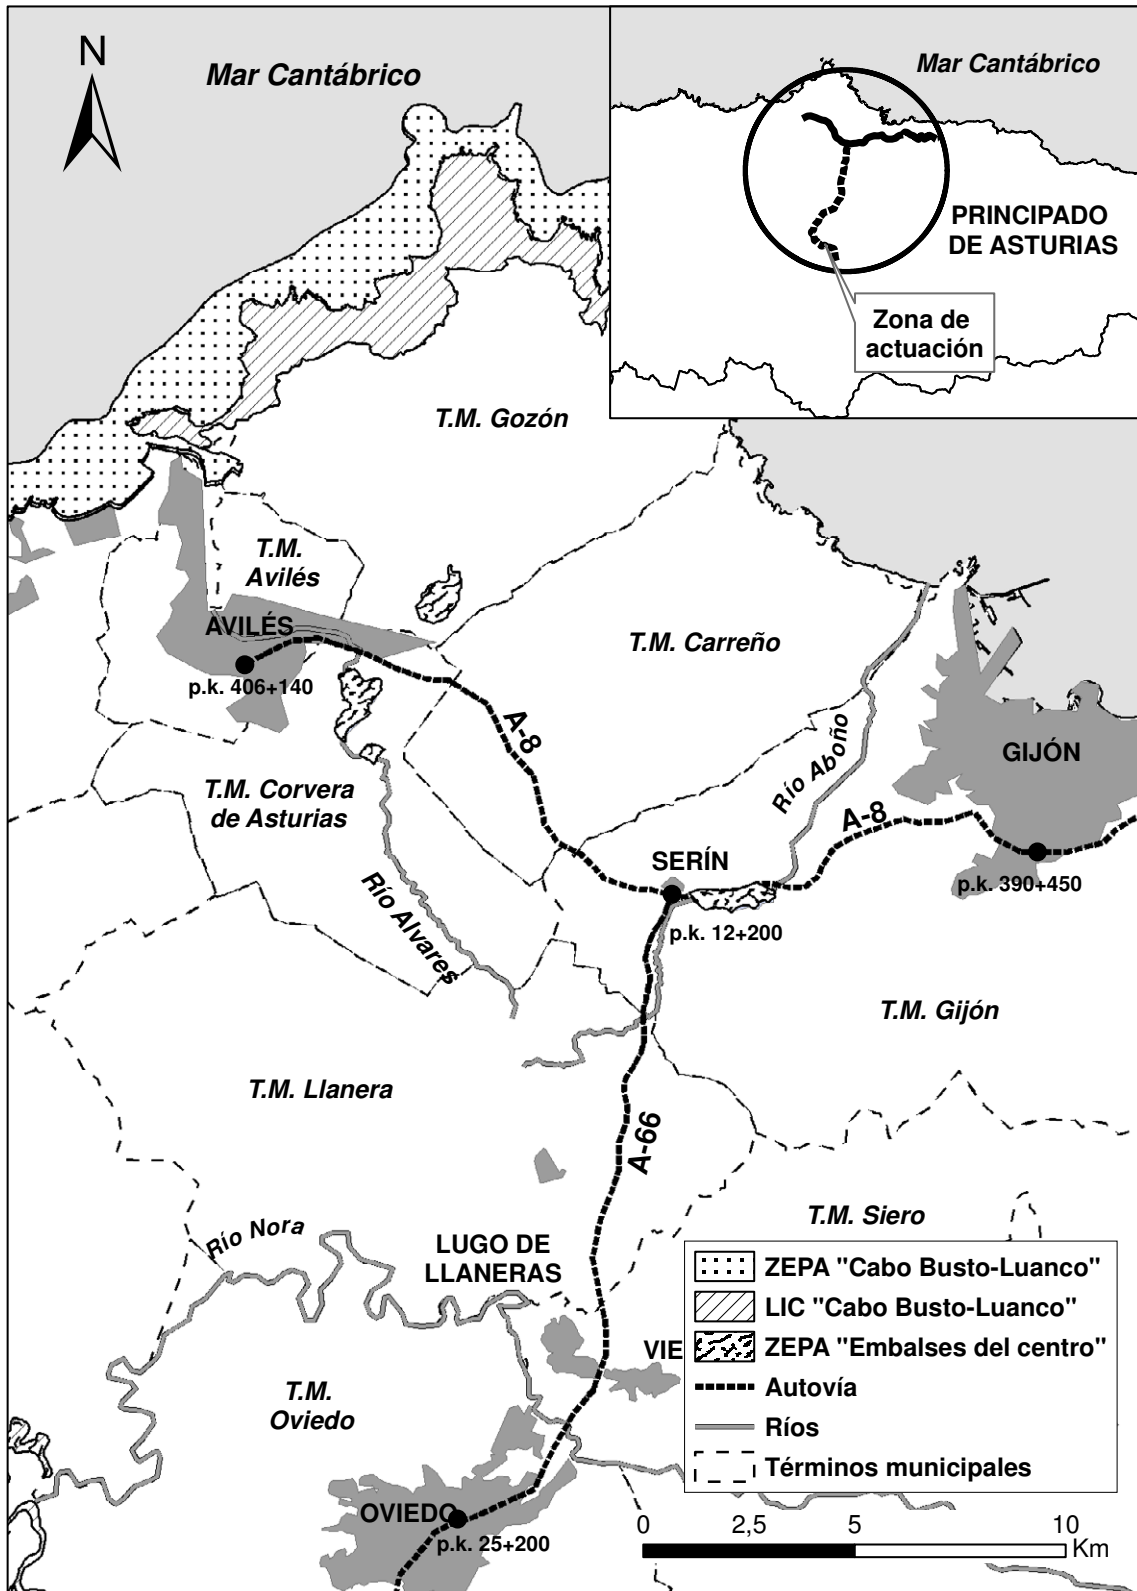 N
Mar Cantábrico
Mar Cantábrico
PRINCIPADO
DE ASTURIAS
Zona de
actuación
T.M. Gozón
T.M.
Avilés
AVILÉS
T.M. Carreño
p.k. 406+140
A-8
Río Aboño
GIJÓN
T.M. Corvera
de Asturias
A-8
SERÍN
Río Alvares
p.k. 390+450
p.k. 12+200
T.M. Gijón
T.M. Llanera
A-66
T.M. Siero
Río Nora
LUGO DE
LLANERAS
VIE
T.M.
Oviedo
OVIEDO
p.k. 25+200
ZEPA "Cabo Busto-Luanco"
LIC "Cabo Busto-Luanco"
ZEPA "Embalses del centro"
Autovía
Ríos
Términos municipales
0 2,5 5 10
Km